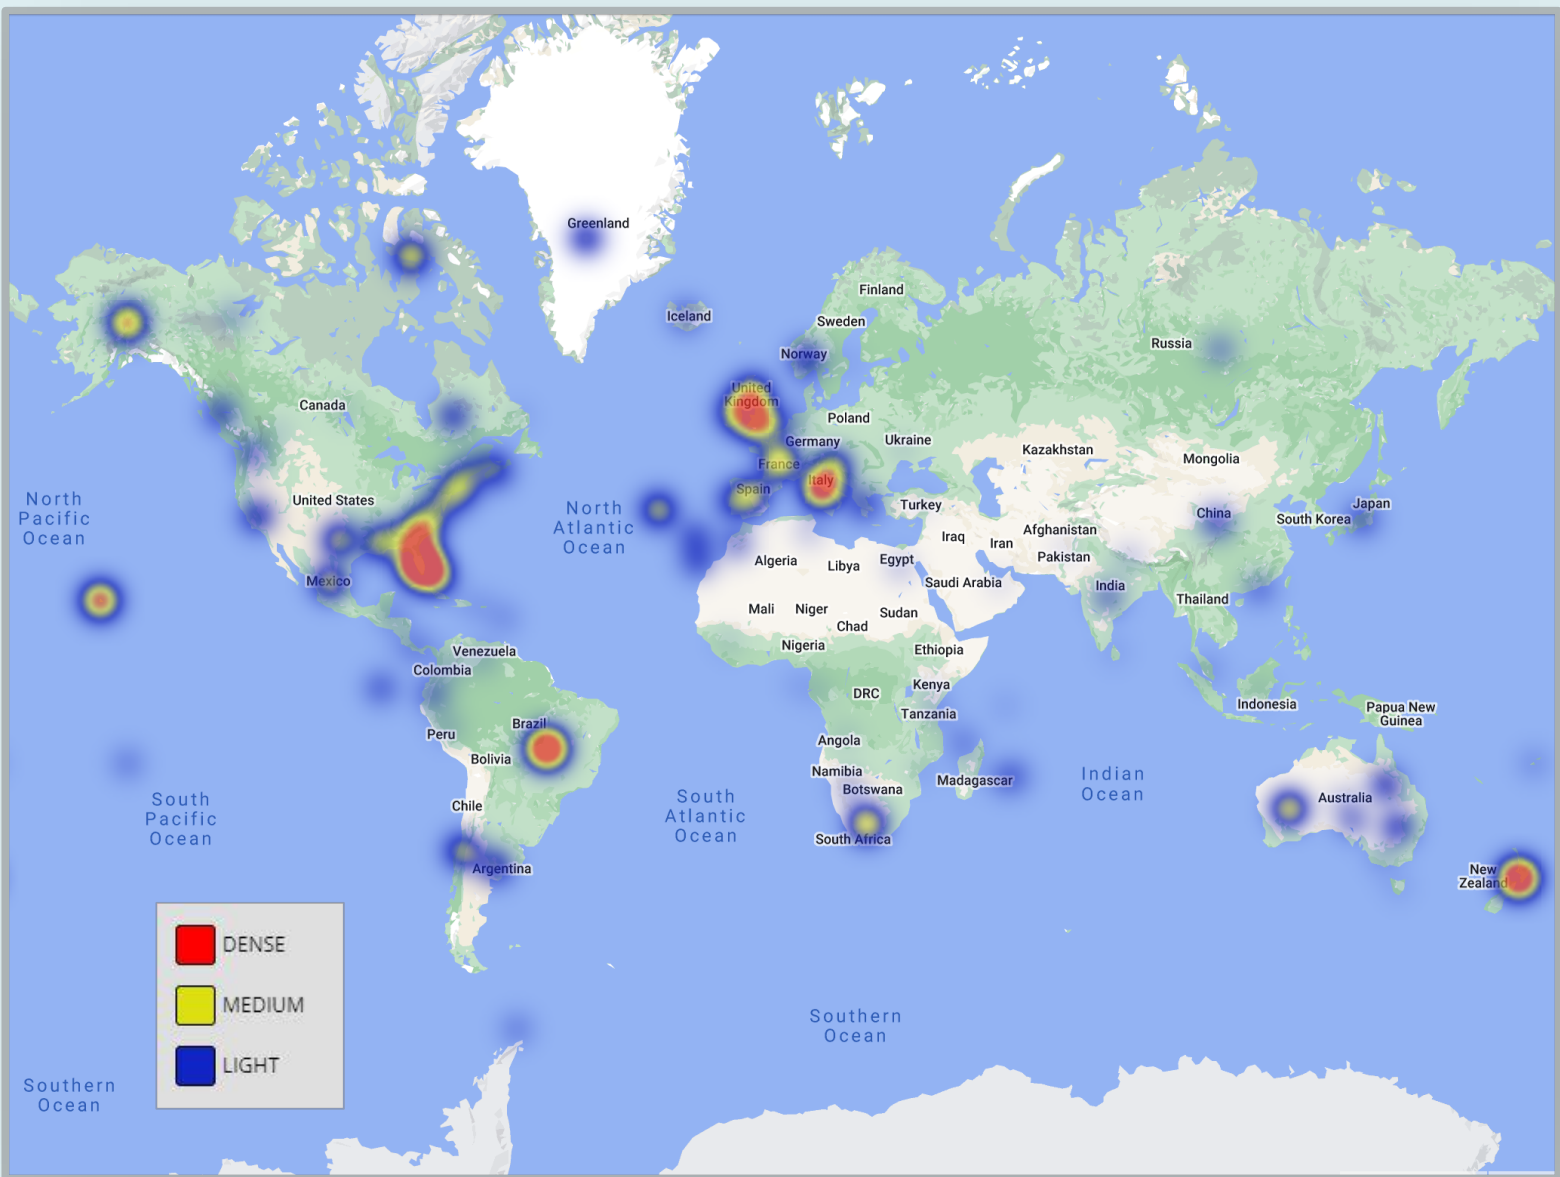 Greenland
Iceland
Finland
Sweden
Norway
Russia
United
Kingdom
Canada
Poland
Germany
Ukraine
Kazakhstan
Mongolia
France
Italy
Spain
North
Pacific
Ocean
United States
North
Atlantic
Ocean
Turkey
China
Japan
South Korea
Iraq
Iran
Afghanistan
Pakistan
Algeria
Libya
Egypt
Saudi Arabia
India
Mexico
Thailand
Mali
Niger
Chad
Sudan
Nigeria
Ethiopia
Venezuela
Colombia
DRC
Kenya
Tanzania
Indonesia
Papua New
Guinea
Brazil
Peru
Bolivia
Angola
Namibia
Botswana
Madagascar
Indian
Ocean
Australia
South
Pacific
Ocean
Chile
South
Atlantic
Ocean
South Africa
Argentina
New
Zealand
DENSE
MEDIUM
LIGHT
Southern
Ocean
Southern
Ocean